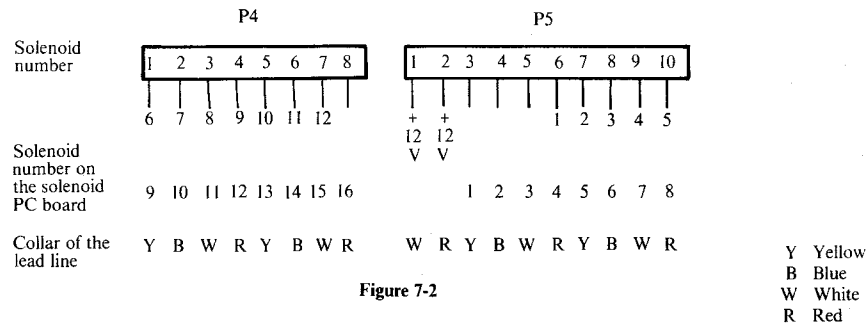 P4 P5
Solenoid
number
1 2 3 4 5 6 7 8 1 2 3 4 5 6 7 8 9 10
6 7 8 9 10 11 12 + + 1 2 3 4 5
12 12
V V
Solenoid
number on
the solenoid
PC board
9 10 11 12 13 14 15 16 1 2 3 4 5 6 7 8
Collar of the
lead line
Y B W R Y B W R W R Y B W R Y B W R
Figure 7-2
Y Yellow
B Blue
W White
R Red